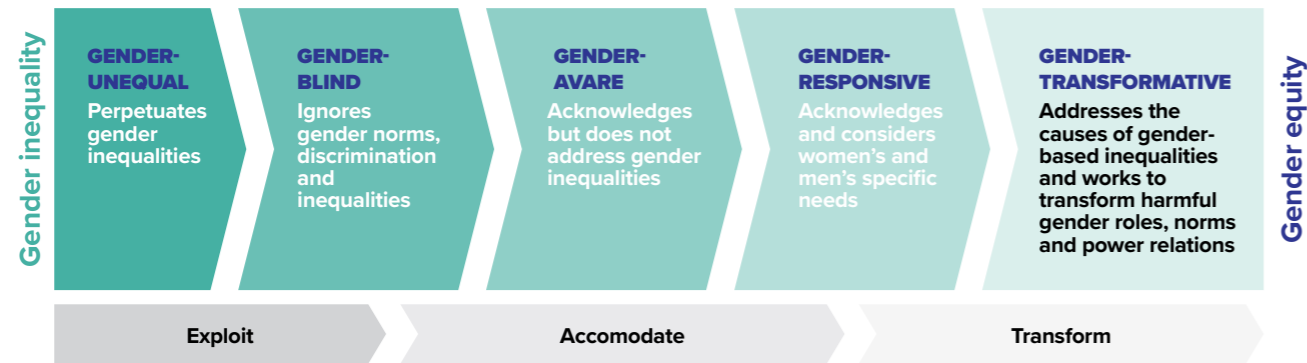 Gender inequality
GENDER-
UNEQUAL
Perpetuates
gender
inequalities
GENDER-
BLIND
Ignores
gender norms,
discrimination
and
inequalities
GENDER-
AVARE
Acknowledges
but does not
address gender
inequalities
GENDER-
RESPONSIVE
Acknowledges
and considers
women's and
men's specific
needs
GENDER-
TRANSFORMATIVE
Addresses the
causes of gender-
based inequalities
and works to
transform harmful
gender roles, norms
and power relations
Gender equity
Exploit
Accomodate
Transform